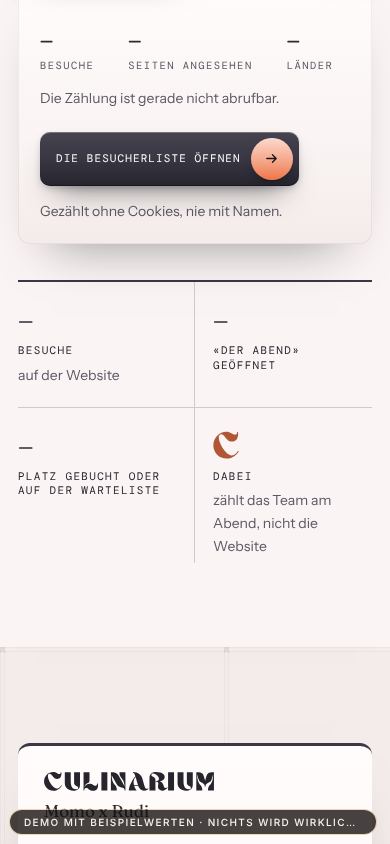 – – –
BESUCHE SEITEN ANGESEHEN LÄNDER
Die Zählung ist gerade nicht abrufbar.
DIE BESUCHERLISTE ÖFFNEN →
Gezählt ohne Cookies, nie mit Namen.
–
BESUCHE
auf der Website
–
«DER ABEND»
GEÖFFNET
–
PLATZ GEBUCHT ODER
AUF DER WARTELISTE
C
DABEI
zählt das Team am
Abend, nicht die
Website
CULINARIUM
Momo x Rudi
DEMO MIT BEISPIELWERTEN · NICHTS WIRD WIRKLIC…